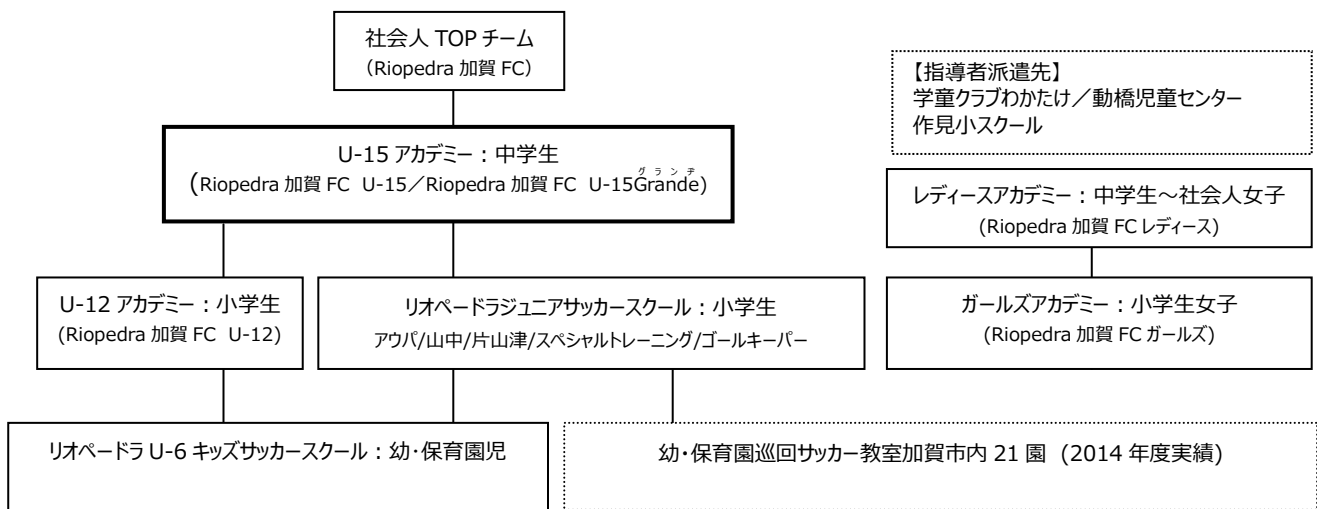 社会人 TOP チーム
（Riopedra 加賀 FC）
【指導者派遣先】
学童クラブわかたけ／動橋児童センター
作見小スクール
U-15 アカデミー：中学生
(Riopedra 加賀 FC U-15／Riopedra 加賀 FC U-15Grande)
グランヂ
レディースアカデミー：中学生～社会人女子
(Riopedra 加賀 FC レディース)
U-12 アカデミー：小学生
(Riopedra 加賀 FC U-12)
リオペードラジュニアサッカースクール：小学生
アウパ/山中/片山津/スペシャルトレーニング/ゴールキーパー
ガールズアカデミー：小学生女子
(Riopedra 加賀 FC ガールズ)
リオペードラ U-6 キッズサッカースクール：幼・保育園児
幼・保育園巡回サッカー教室加賀市内 21 園 (2014 年度実績)